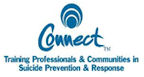 Connect™
Training Professionals & Communities in
Suicide Prevention & Response